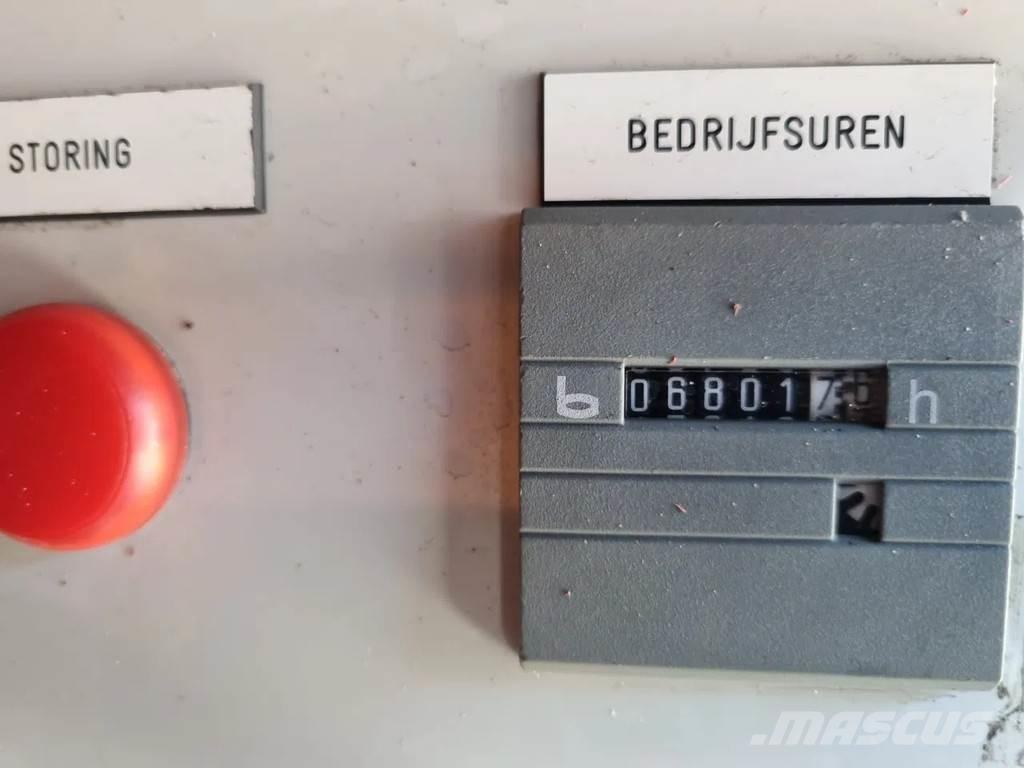 STORING
BEDRIJFSUREN
068017 h
MASCUS